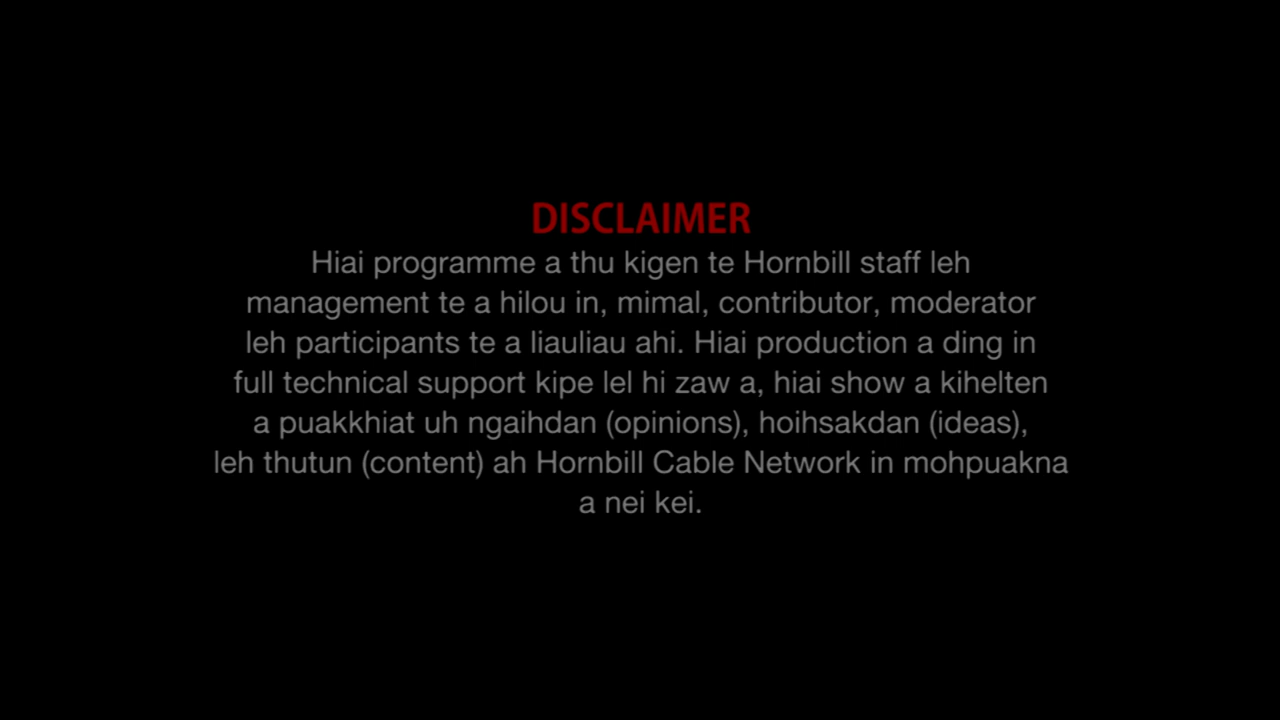 DISCLAIMER
Hiai programme a thu kigen te Hornbill staff leh
management te a hilou in, mimal, contributor, moderator
leh participants te a liauliau ahi. Hiai production a ding in
full technical support kipe lel hi zaw a, hiai show a kihelten
a puakkhiat uh ngaihdan (opinions), hoihsakdan (ideas),
leh thutun (content) ah Hornbill Cable Network in mohpuakna
a nei kei.